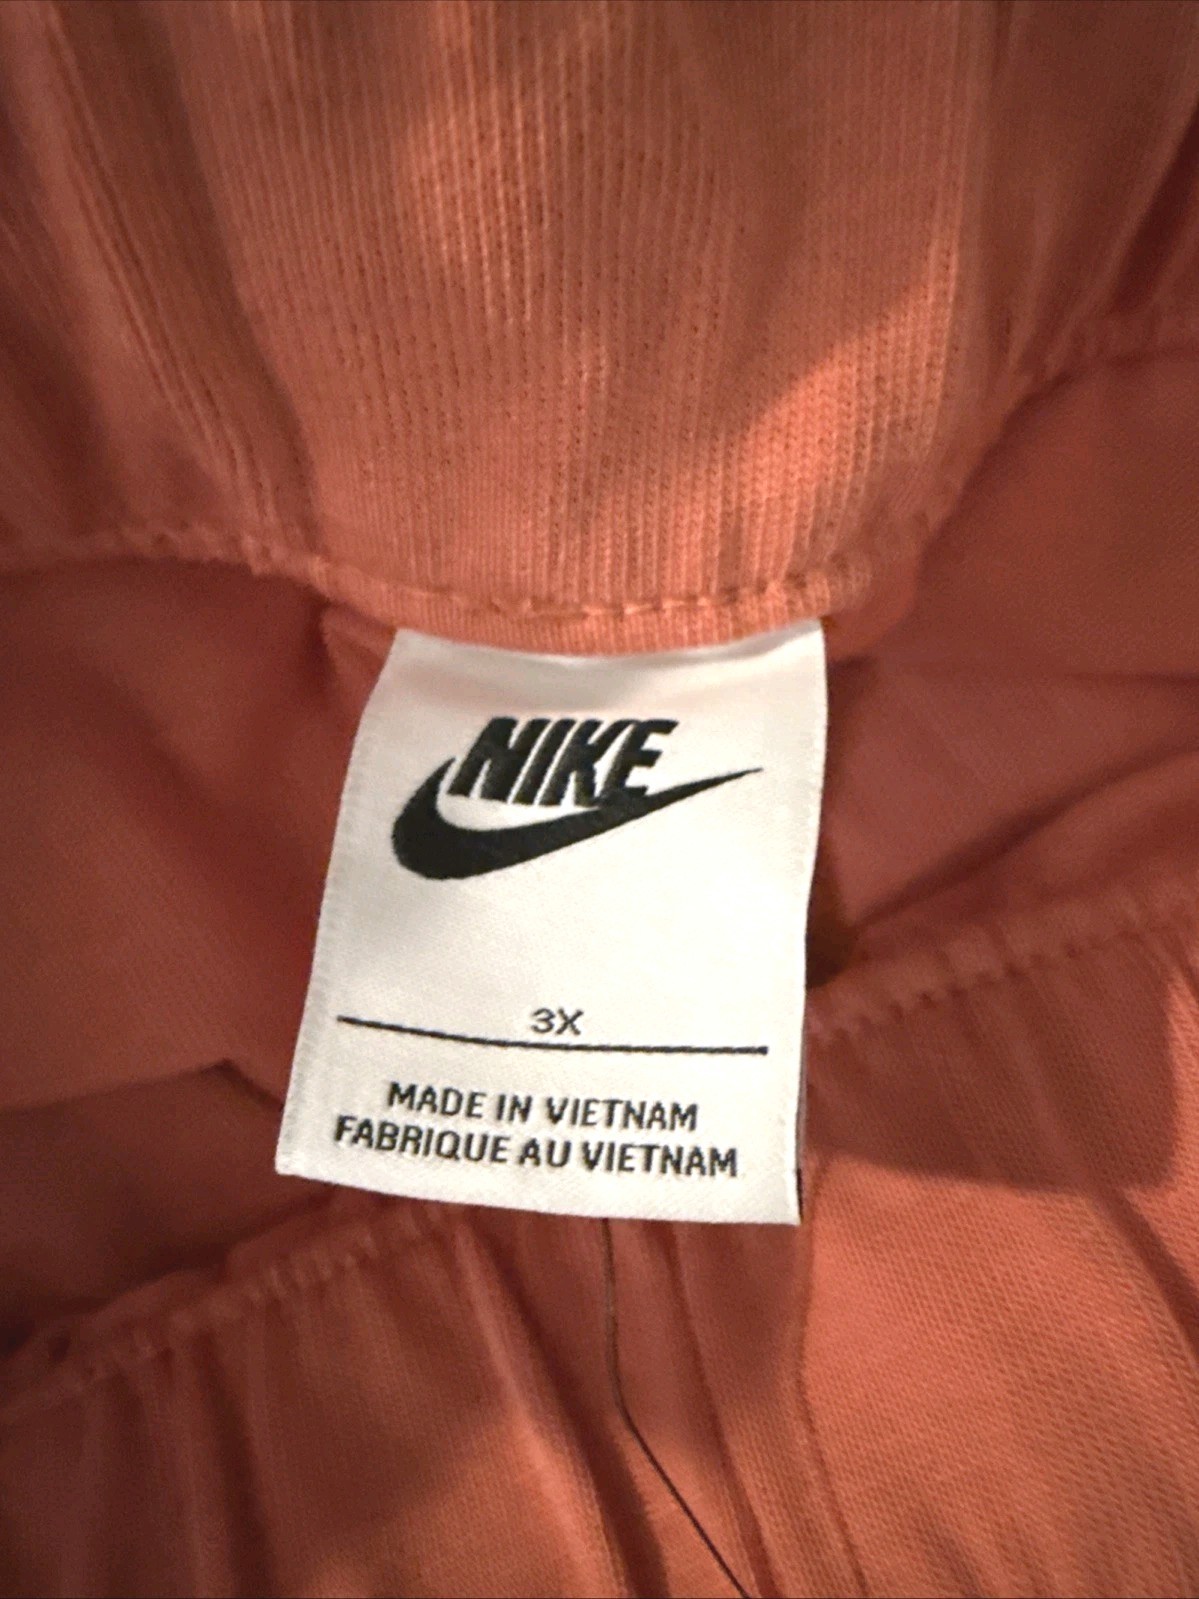 NIKE
3X
MADE IN VIETNAM
FABRIQUE AU VIETNAM